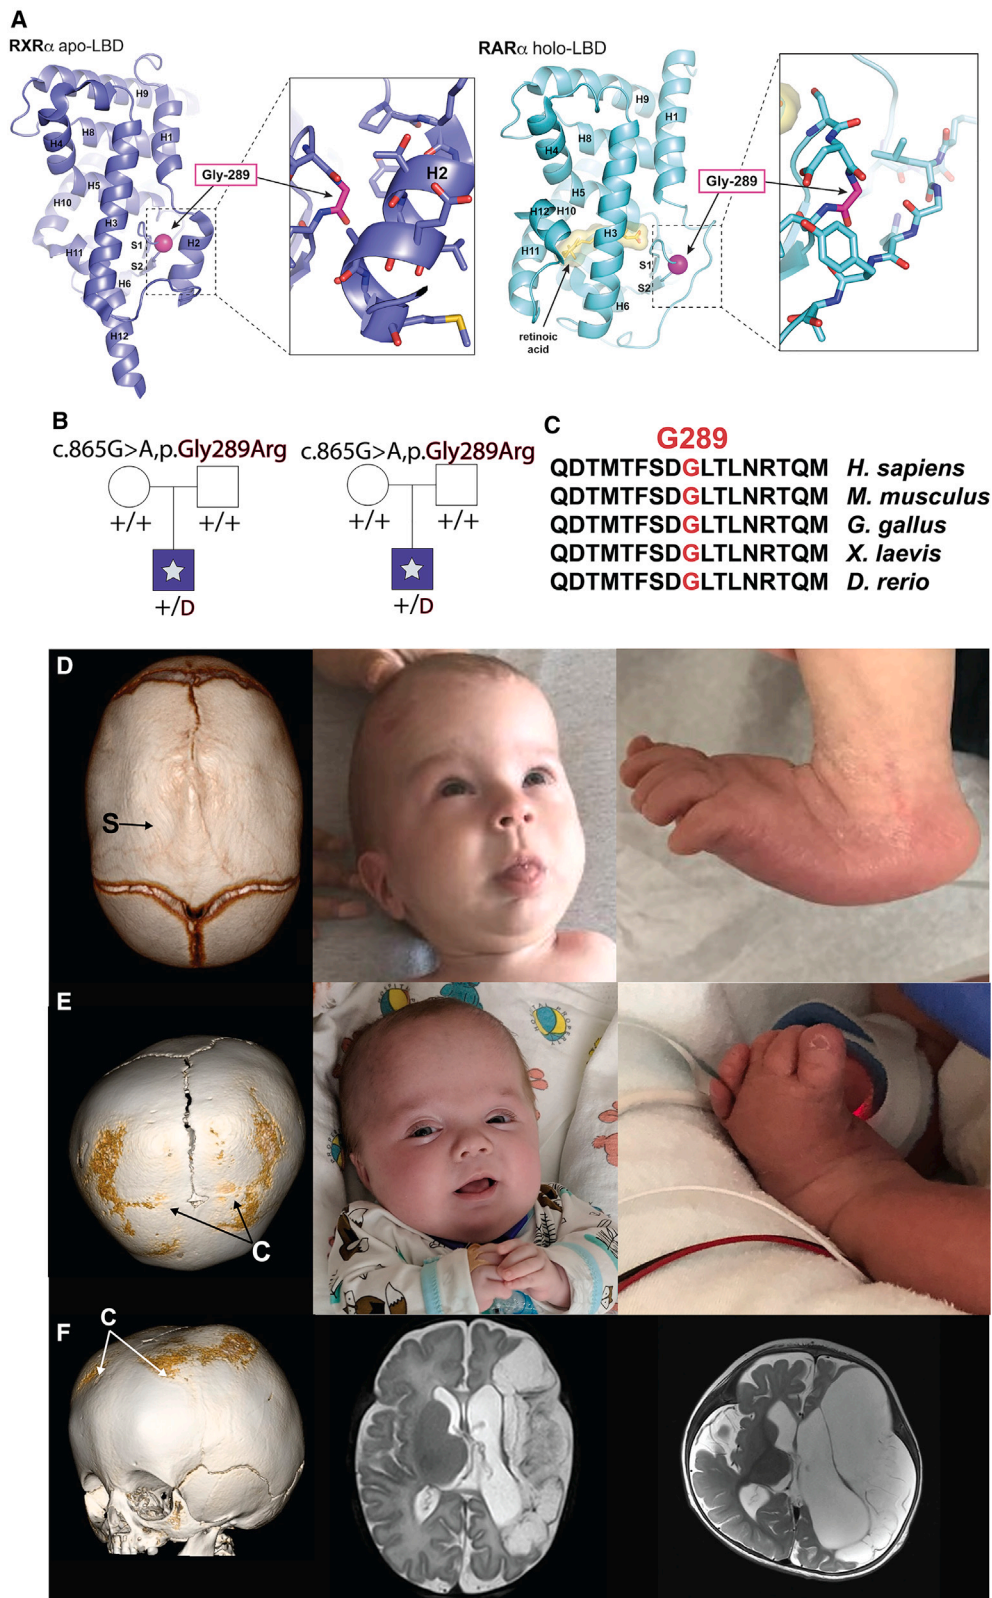 A
RXRα apo-LBD
H9
H4
H8
H1
H5
H10
H3
S1
H2
H11
S2
H6
H12
Gly-289
H2
RARα holo-LBD
H9
H1
H4
H8
H5
H12
H10
H3
H11
S1
S2
H6
retinoic
acid
Gly-289
B
c.865G>A,p.Gly289Arg
+/+ +/+
+/D
c.865G>A,p.Gly289Arg
+/+ +/+
+/D
C
G289
QDTMTFSDGLTLNRTQM H. sapiens
QDTMTFSDGLTLNRTQM M. musculus
QDTMTFSDGLTLNRTQM G. gallus
QDTMTFSDGLTLNRTQM X. laevis
QDTMTFSDGLTLNRTQM D. rerio
D
S
E
C
F
C